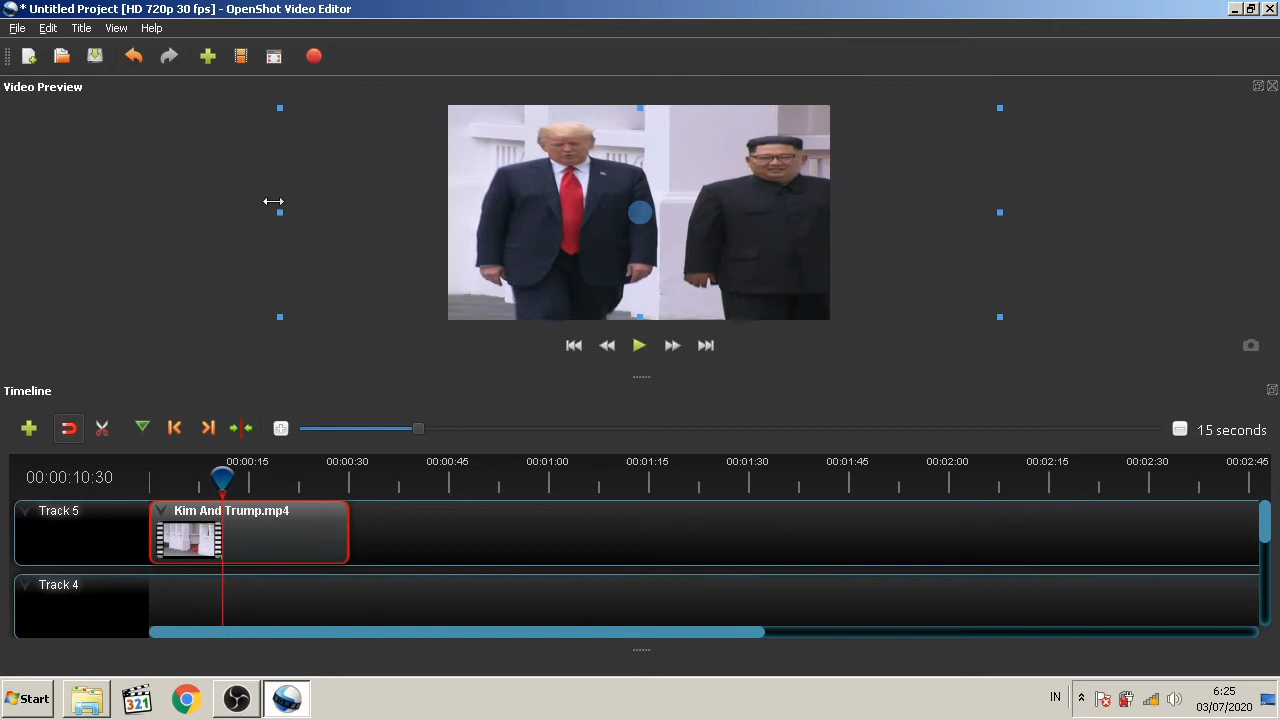 * Untitled Project [HD 720p 30 fps] - OpenShot Video Editor
File Edit Title View Help
Video Preview
Timeline
15 seconds
00:00:10:30
00:00:15 00:00:30 00:00:45 00:01:00 00:01:15 00:01:30 00:01:45 00:02:00 00:02:15 00:02:30 00:02:45
Track 5
Kim And Trump.mp4
Track 4
Start
321
IN
6:25
03/07/2020